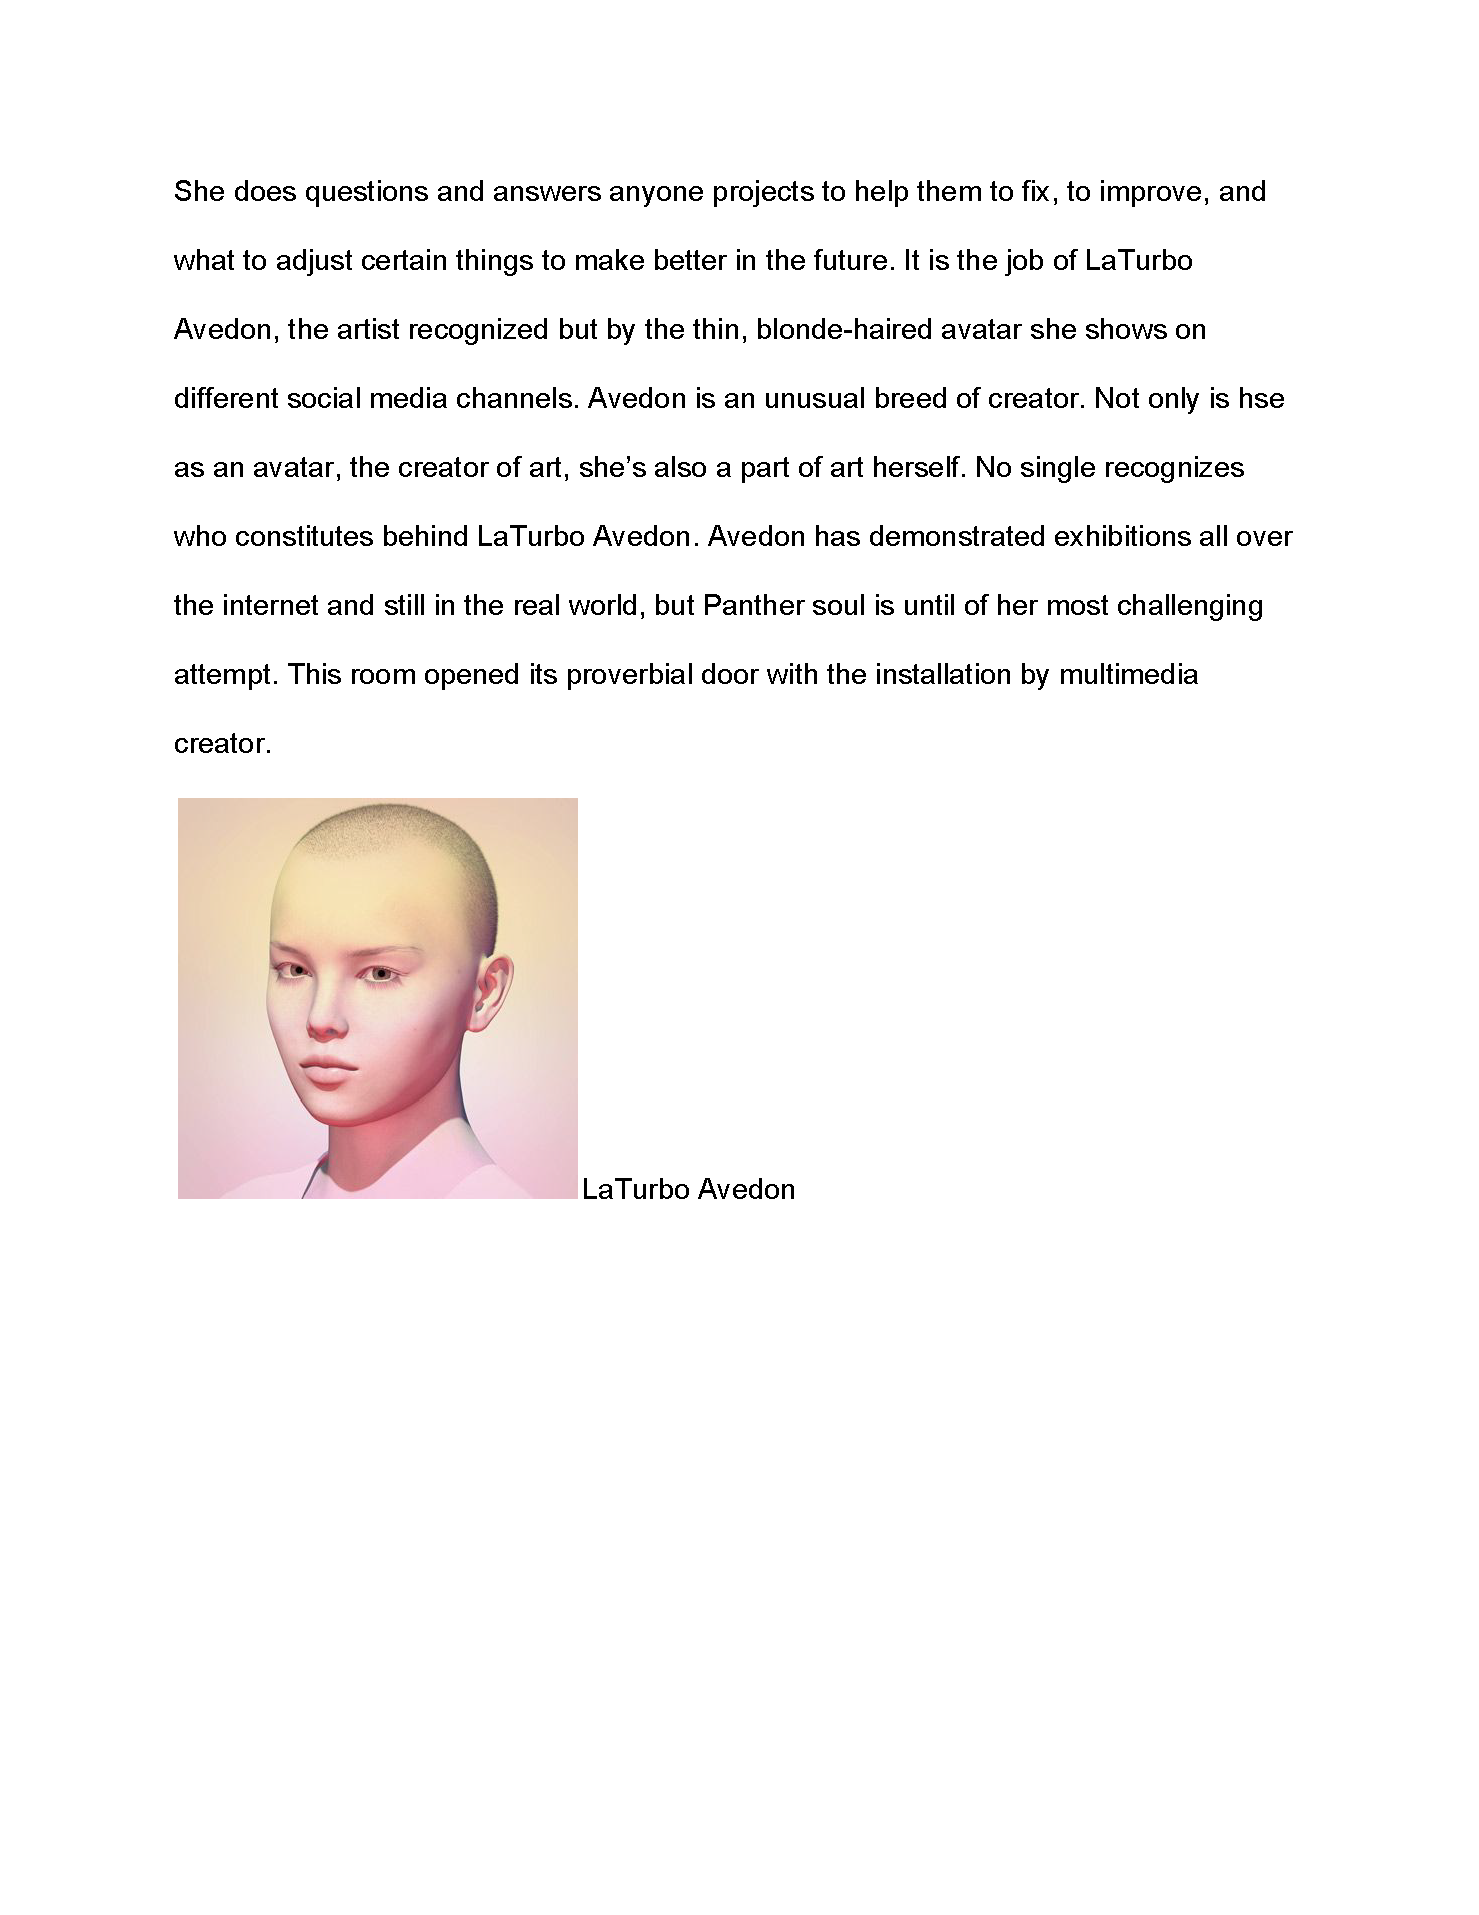 She does questions and answers anyone projects to help them to fix, to improve, and
what to adjust certain things to make better in the future. It is the job of LaTurbo
Avedon, the artist recognized but by the thin, blonde-haired avatar she shows on
different social media channels. Avedon is an unusual breed of creator. Not only is hse
as an avatar, the creator of art, she’s also a part of art herself. No single recognizes
who constitutes behind LaTurbo Avedon. Avedon has demonstrated exhibitions all over
the internet and still in the real world, but Panther soul is until of her most challenging
attempt. This room opened its proverbial door with the installation by multimedia
creator.
LaTurbo Avedon